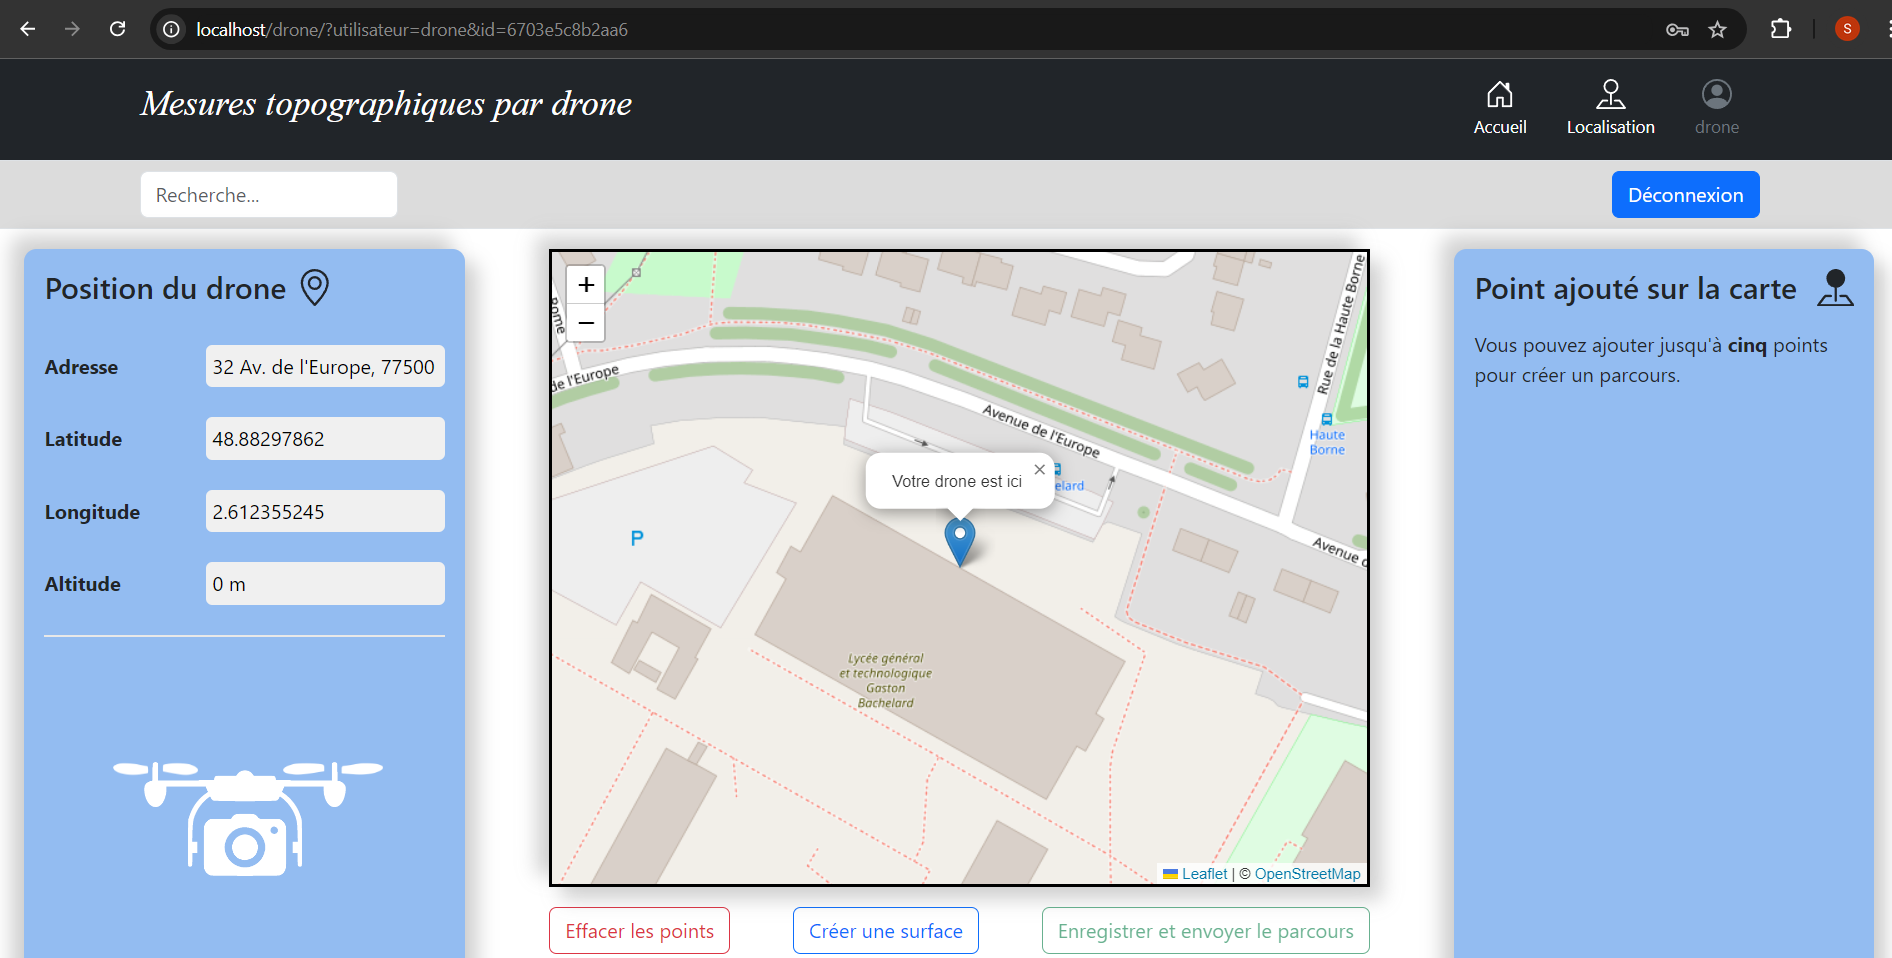 localhost/drone/?utilisateur=drone&id=6703e5c8b2aa6
S
Mesures topographiques par drone
Accueil
Localisation
drone
Recherche...
Déconnexion
Position du drone
Adresse
32 Av. de l'Europe, 77500
Latitude
48.88297862
Longitude
2.612355245
Altitude
0 m
+
−
de l'Europe
Avenue de l'Europe
Rue de la Haute Borne
Haute
Borne
Votre drone est ici
×
elard
P
Avenue d
Lycée général
et technologique
Gaston
Bachelard
Leaflet | © OpenStreetMap
Effacer les points
Créer une surface
Enregistrer et envoyer le parcours
Point ajouté sur la carte
Vous pouvez ajouter jusqu'à cinq points
pour créer un parcours.